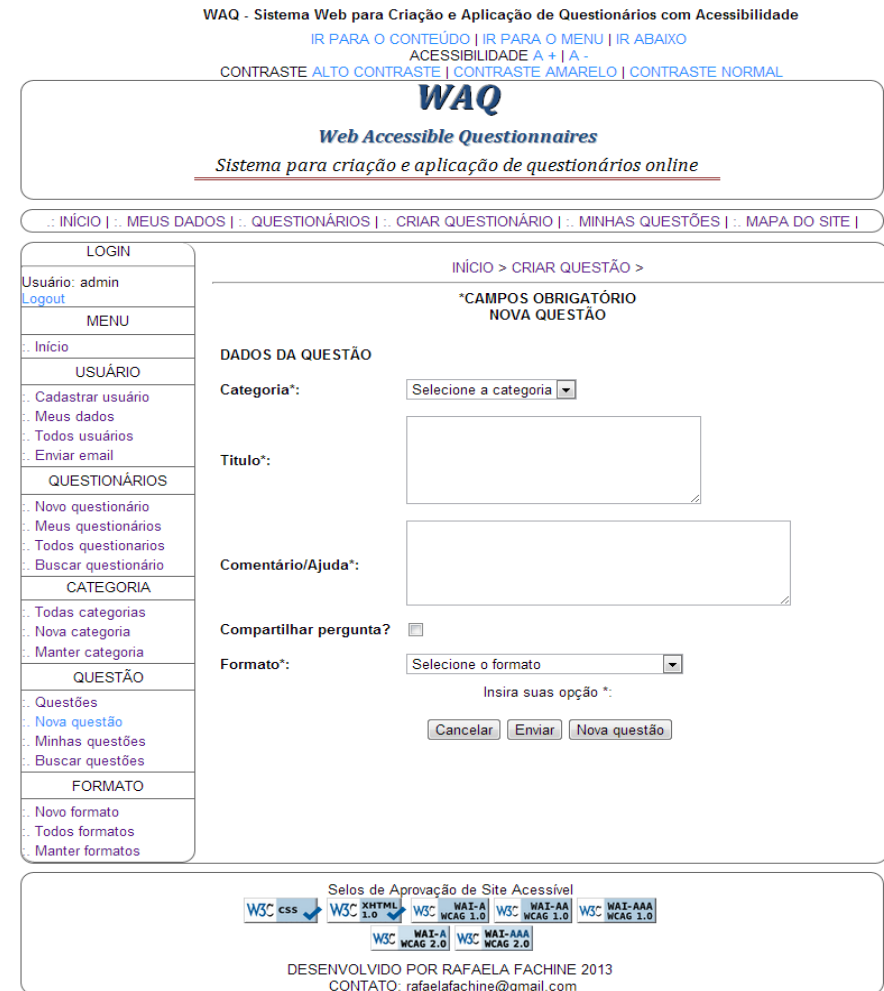 WAQ - Sistema Web para Criação e Aplicação de Questionários com Acessibilidade
IR PARA O CONTEÚDO | IR PARA O MENU | IR ABAIXO
ACESSIBILIDADE A + | A -
CONTRASTE ALTO CONTRASTE | CONTRASTE AMARELO | CONTRASTE NORMAL
WAQ
Web Accessible Questionnaires
Sistema para criação e aplicação de questionários online
.: INÍCIO | :. MEUS DADOS | :. QUESTIONÁRIOS | :. CRIAR QUESTIONÁRIO | :. MINHAS QUESTÕES | :. MAPA DO SITE |
LOGIN
Usuário: admin
Logout
MENU
:. Início
USUÁRIO
:. Cadastrar usuário
:. Meus dados
:. Todos usuários
:. Enviar email
QUESTIONÁRIOS
:. Novo questionário
:. Meus questionários
:. Todos questionarios
:. Buscar questionário
CATEGORIA
:. Todas categorias
:. Nova categoria
:. Manter categoria
QUESTÃO
:. Questões
:. Nova questão
:. Minhas questões
:. Buscar questões
FORMATO
:. Novo formato
:. Todos formatos
:. Manter formatos
INÍCIO > CRIAR QUESTÃO >
*CAMPOS OBRIGATÓRIO
NOVA QUESTÃO
DADOS DA QUESTÃO
Categoria*: Selecione a categoria
Titulo*:
Comentário/Ajuda*:
Compartilhar pergunta?
Formato*: Selecione o formato
Insira suas opção *:
Cancelar Enviar Nova questão
Selos de Aprovação de Site Acessível
W3C css W3C XHTML 1.0 W3C WAI-A WCAG 1.0 W3C WAI-AA WCAG 1.0 W3C WAI-AAA WCAG 1.0
W3C WAI-A WCAG 2.0 W3C WAI-AAA WCAG 2.0
DESENVOLVIDO POR RAFAELA FACHINE 2013
CONTATO: rafaelafachine@gmail.com